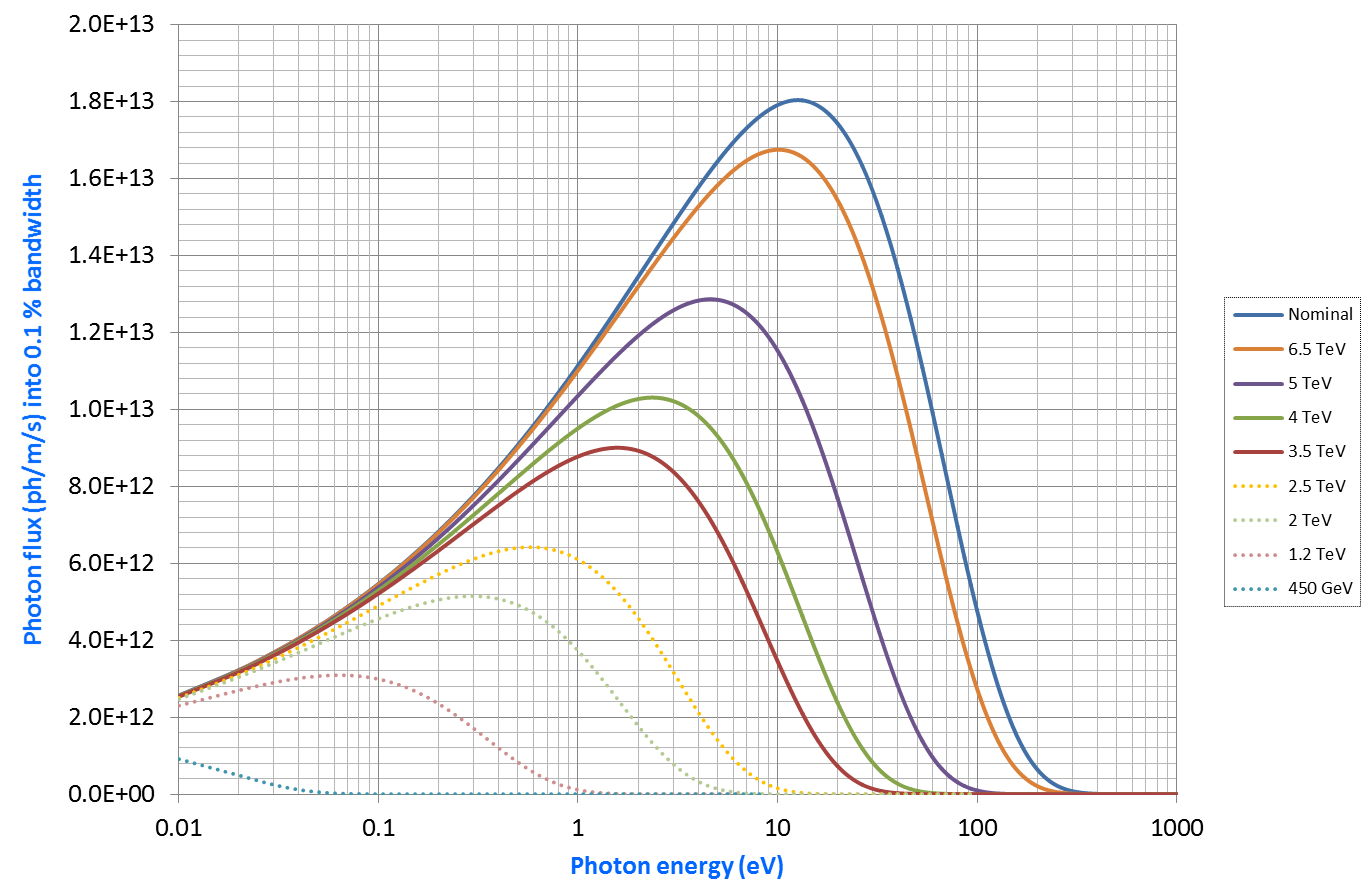 2.0E+13
1.8E+13
1.6E+13
1.4E+13
1.2E+13
1.0E+13
8.0E+12
6.0E+12
4.0E+12
2.0E+12
0.0E+00
Photon flux (ph/m/s) into 0.1 % bandwidth
0.01 0.1 1 10 100 1000
Photon energy (eV)
Nominal
6.5 TeV
5 TeV
4 TeV
3.5 TeV
2.5 TeV
2 TeV
1.2 TeV
450 GeV